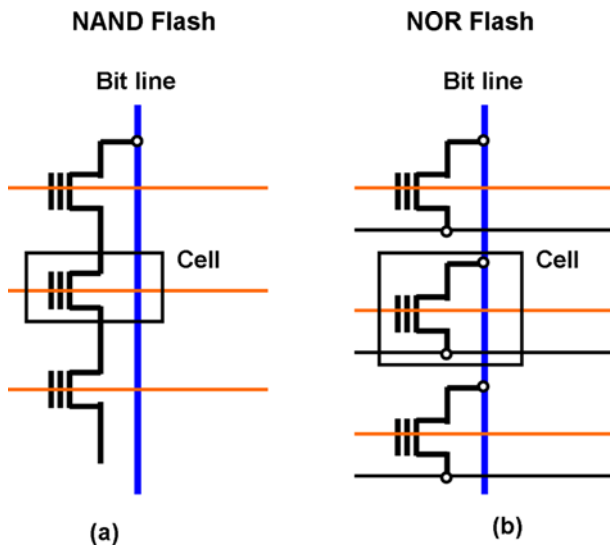 NAND Flash
NOR Flash
Bit line
Bit line
Cell
Cell
(a)
(b)